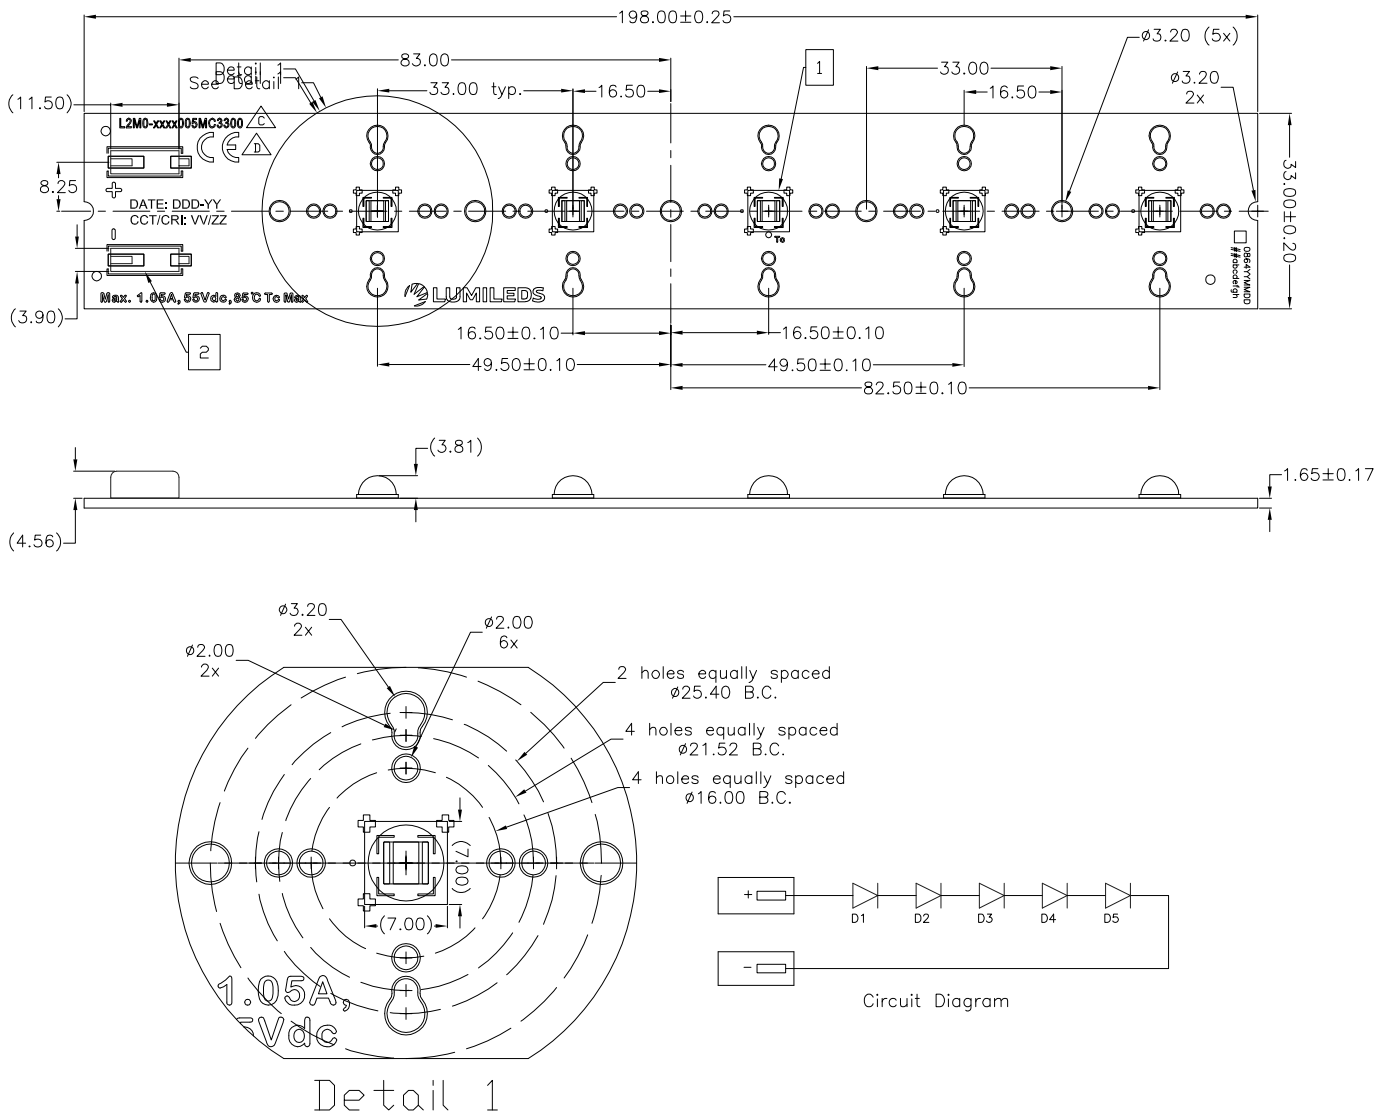 198.00±0.25
ø3.20 (5x)
83.00
Detail 1
See Detail 1
33.00
ø3.20
2x
1
(11.50)
33.00 typ.
16.50
16.50
L2M0-xxxx005MC3300
C
D
8.25
DATE: DDD-YY
CCT/CRI: VV/ZZ
33.00±0.20
Tc
0864YYMMDD
##abcdefgh
Max. 1.05A, 55Vdc, 85°C Tc Max
LUMILEDS
(3.90)
2
16.50±0.10
16.50±0.10
49.50±0.10
49.50±0.10
82.50±0.10
(3.81)
1.65±0.17
(4.56)
ø3.20
2x
ø2.00
6x
ø2.00
2x
2 holes equally spaced
ø25.40 B.C.
4 holes equally spaced
ø21.52 B.C.
4 holes equally spaced
ø16.00 B.C.
(7.00)
(7.00)
1.05A,
5Vdc
Detail 1
+
D1 D2 D3 D4 D5
-
Circuit Diagram